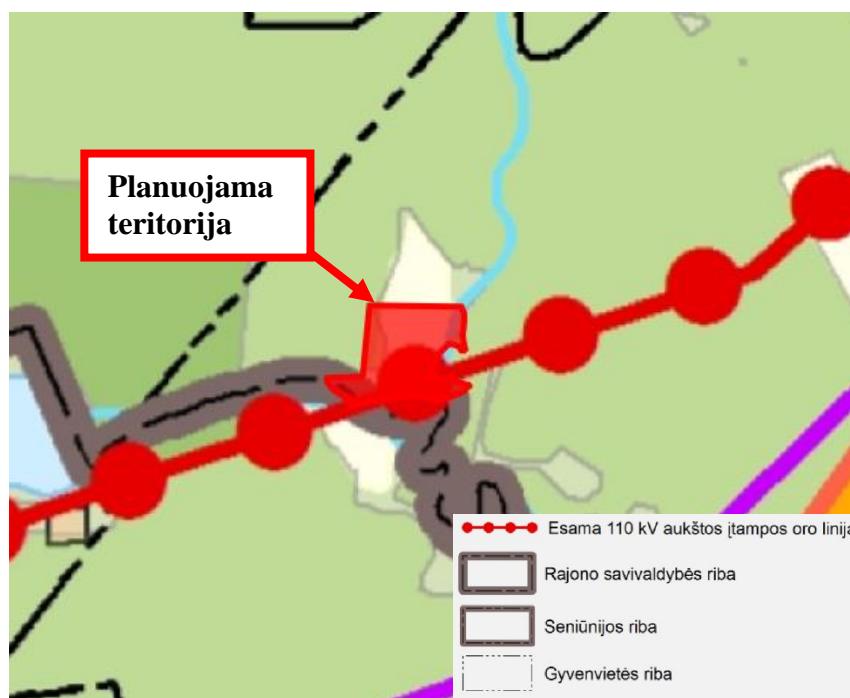 Planuojama
teritorija
Esama 110 kV aukštos įtampos oro linija
Rajono savivaldybės riba
Seniūnijos riba
Gyvenvietės riba